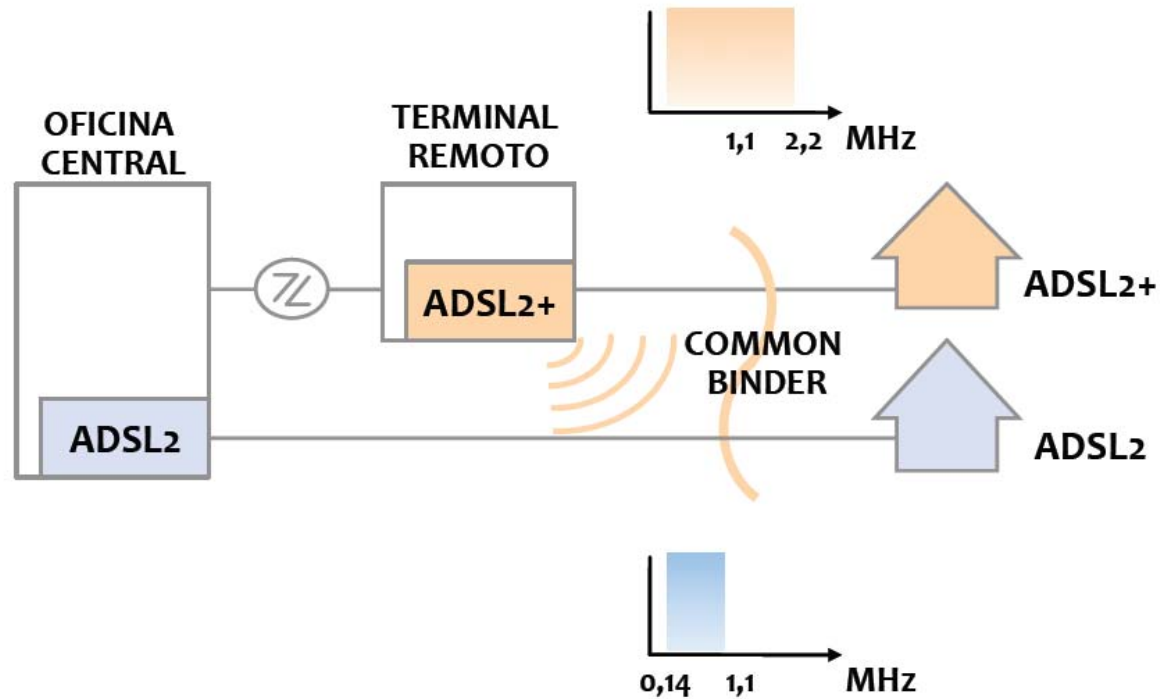 1,1 2,2 MHz
OFICINA
CENTRAL
TERMINAL
REMOTO
ADSL2+
ADSL2+
COMMON
BINDER
ADSL2
ADSL2
0,14 1,1 MHz